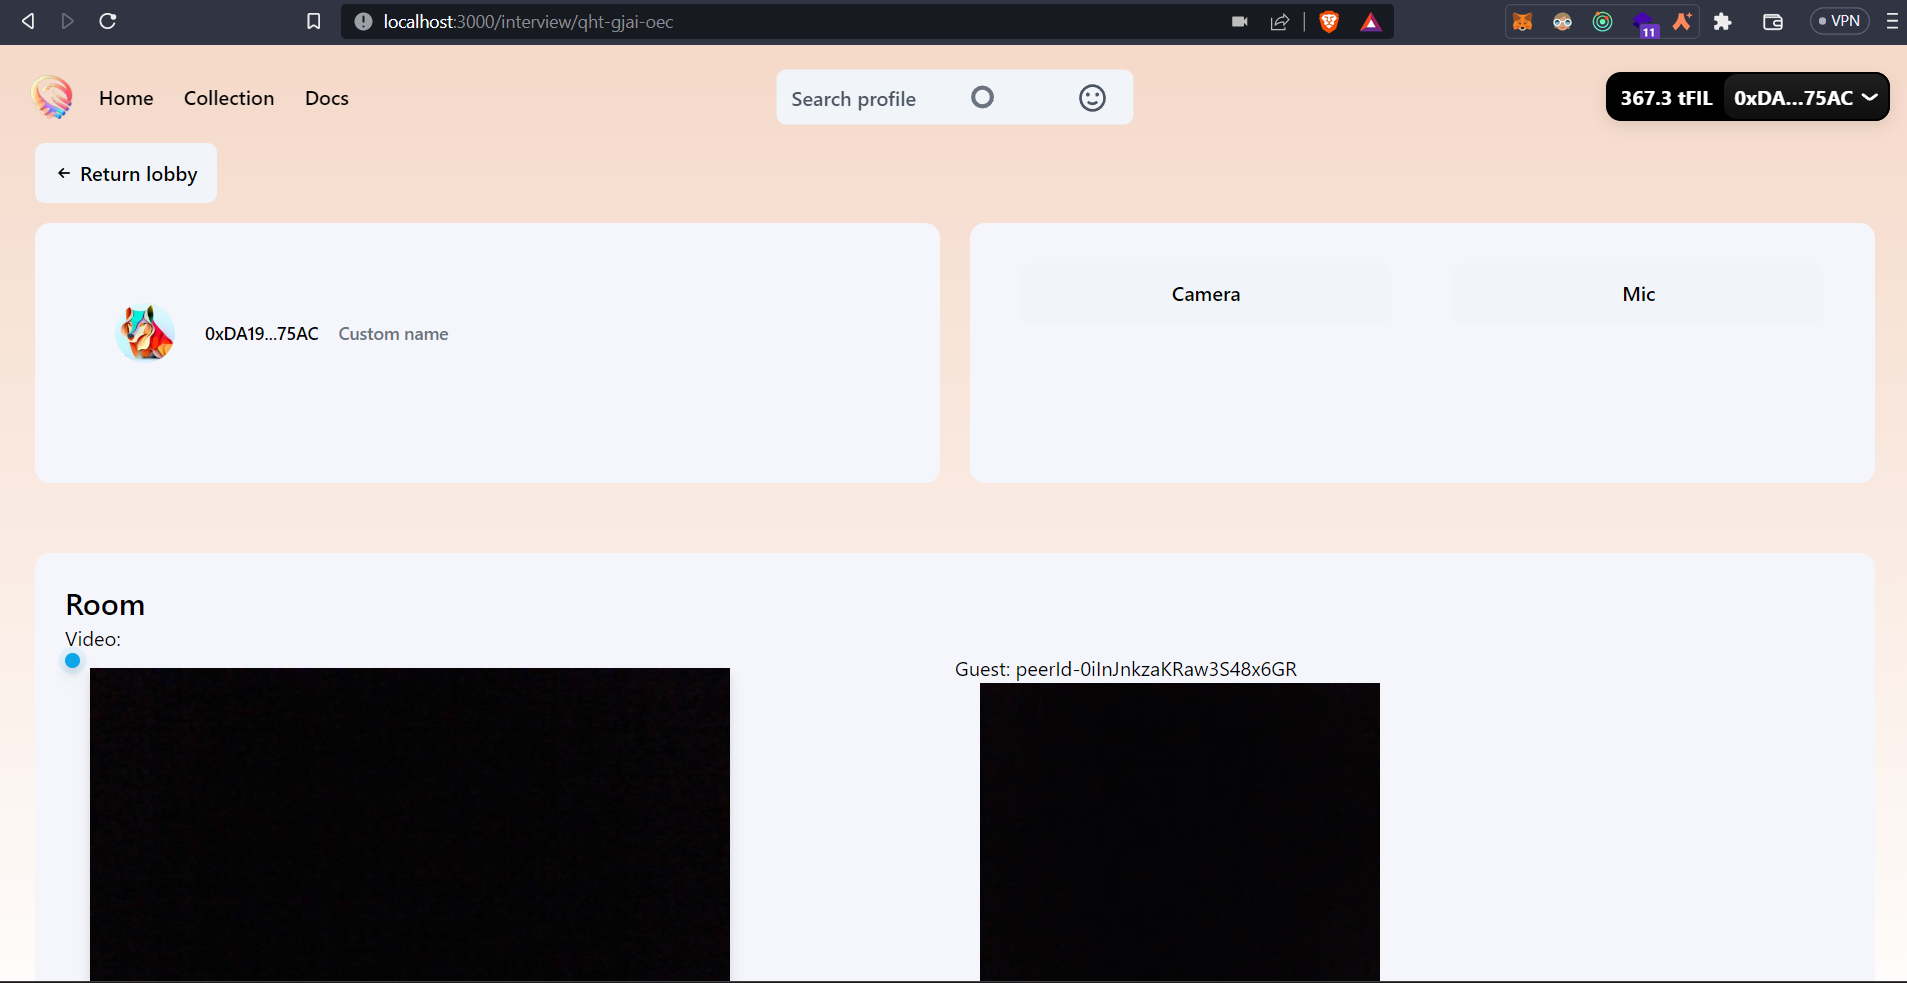 localhost:3000/interview/qht-gjai-oec
11
VPN
Home Collection Docs
Search profile
367.3 tFIL 0xDA...75AC
← Return lobby
0xDA19...75AC Custom name
Camera Mic
Room
Video:
Guest: peerId-0iInJnkzaKRaw3S48x6GR